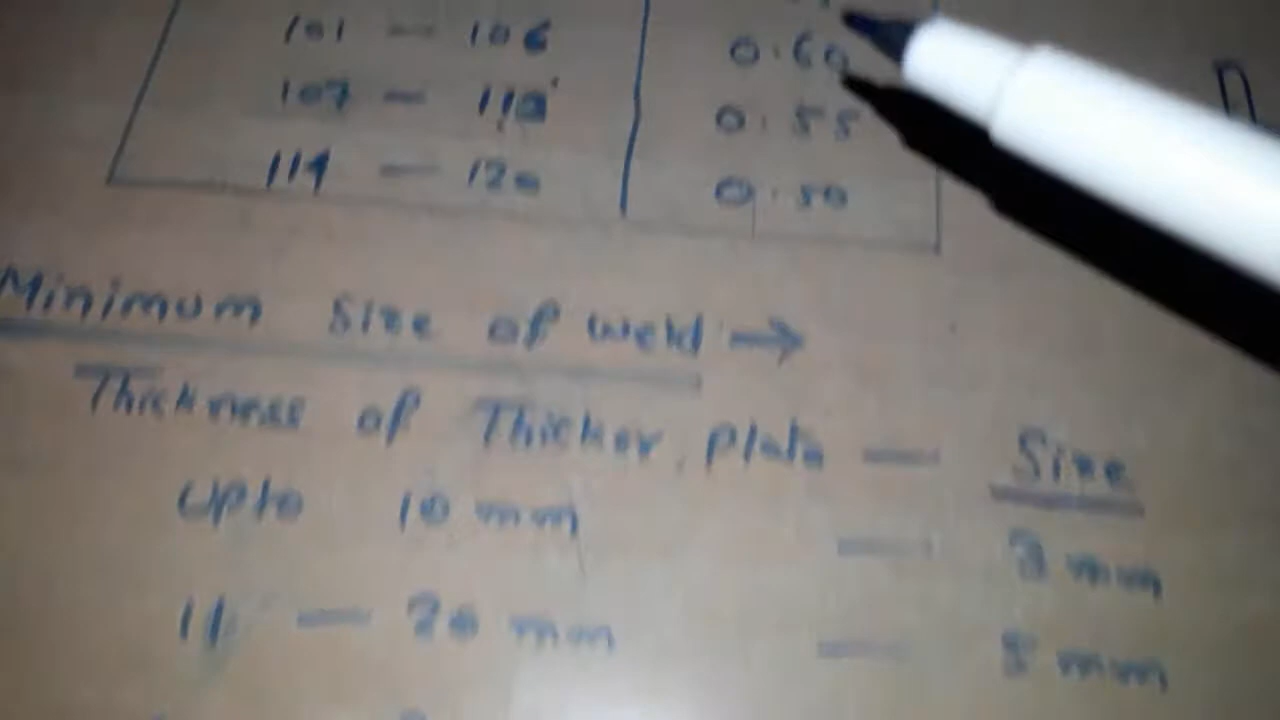 101 — 106 0.60
107 — 113 0.55
114 — 120 0.50
Minimum Size of weld →
Thickness of Thicker Plate — Size
Upto 10 mm — 3 mm
11 — 20 mm — 5 mm